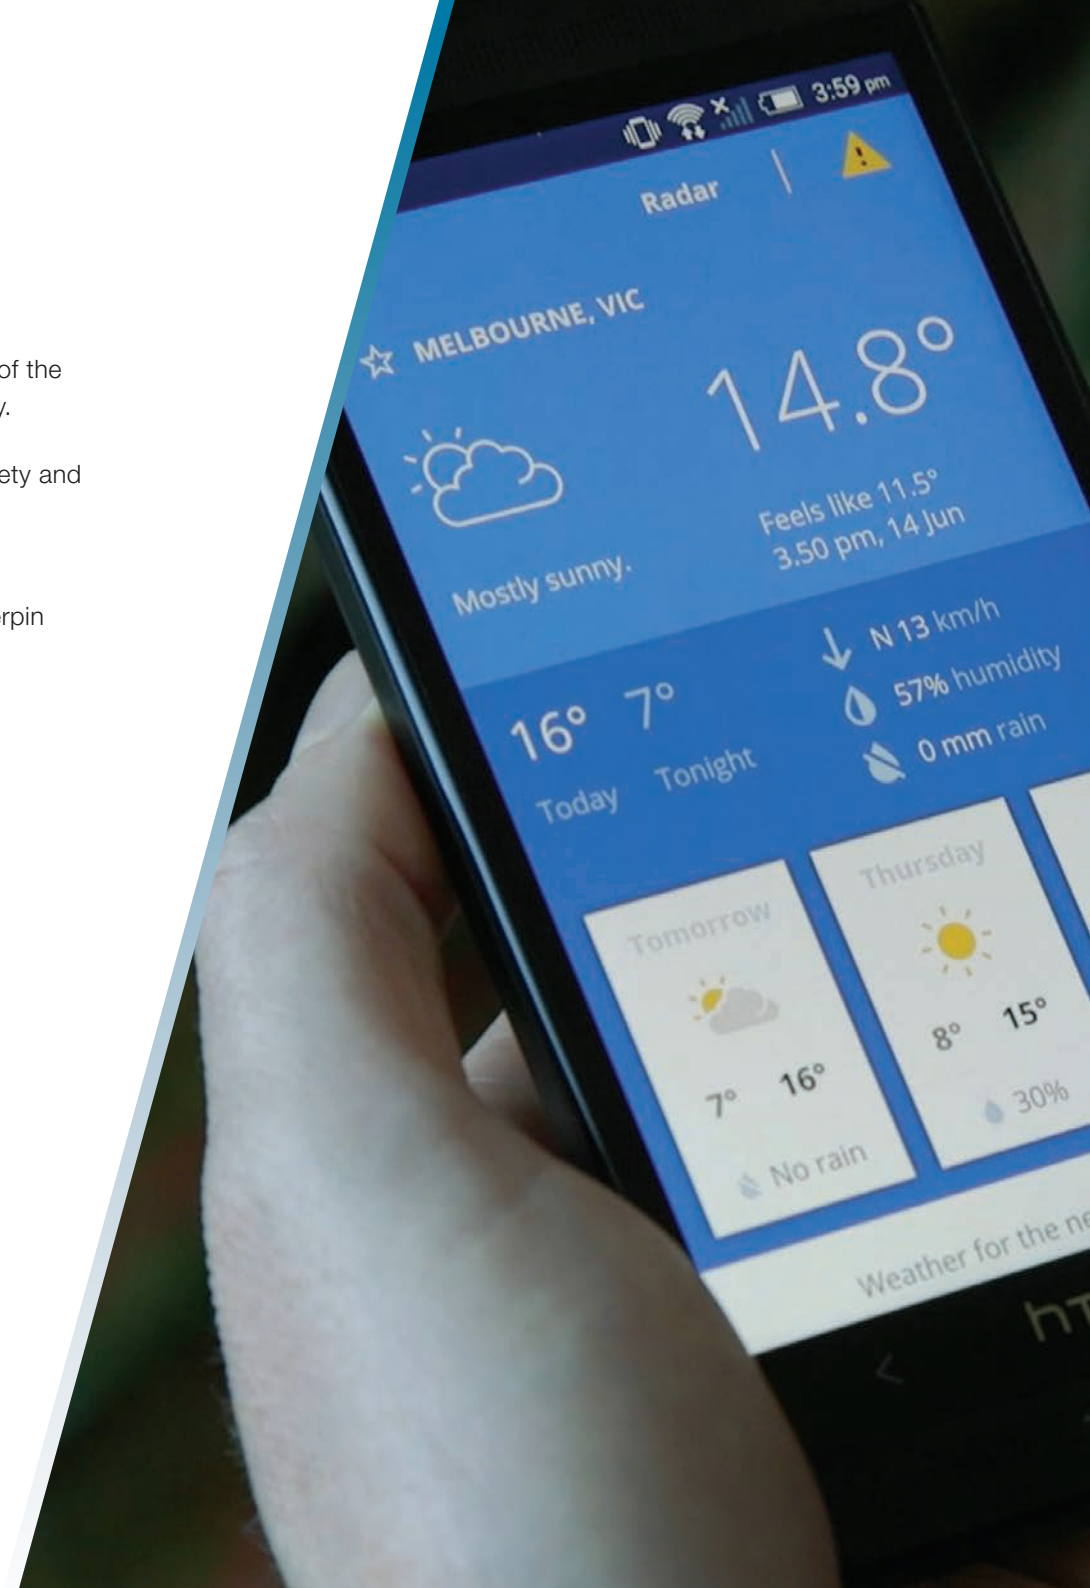 of the
y.
ety and
erpin
3:59 pm
Radar
MELBOURNE, VIC
14.8°
Feels like 11.5°
3.50 pm, 14 Jun
Mostly sunny.
N 13 km/h
57% humidity
0 mm rain
16° 7°
Today Tonight
Tomorrow
7° 16°
No rain
Thursday
8° 15°
30%
Weather for the ne